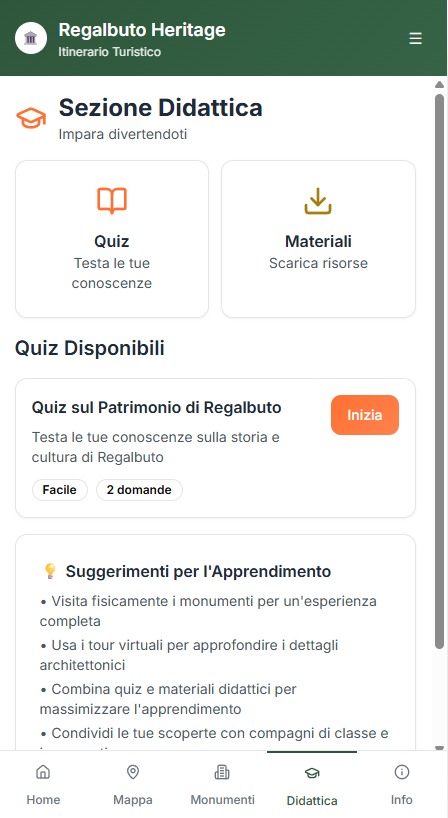 Regalbuto Heritage
Itinerario Turistico
Sezione Didattica
Impara divertendoti
Quiz
Testa le tue
conoscenze
Materiali
Scarica risorse
Quiz Disponibili
Quiz sul Patrimonio di Regalbuto
Inizia
Testa le tue conoscenze sulla storia e
cultura di Regalbuto
Facile
2 domande
Suggerimenti per l'Apprendimento
• Visita fisicamente i monumenti per un'esperienza
completa
• Usa i tour virtuali per approfondire i dettagli
architettonici
• Combina quiz e materiali didattici per
massimizzare l'apprendimento
• Condividi le tue scoperte con compagni di classe e
Home
Mappa
Monumenti
Didattica
Info